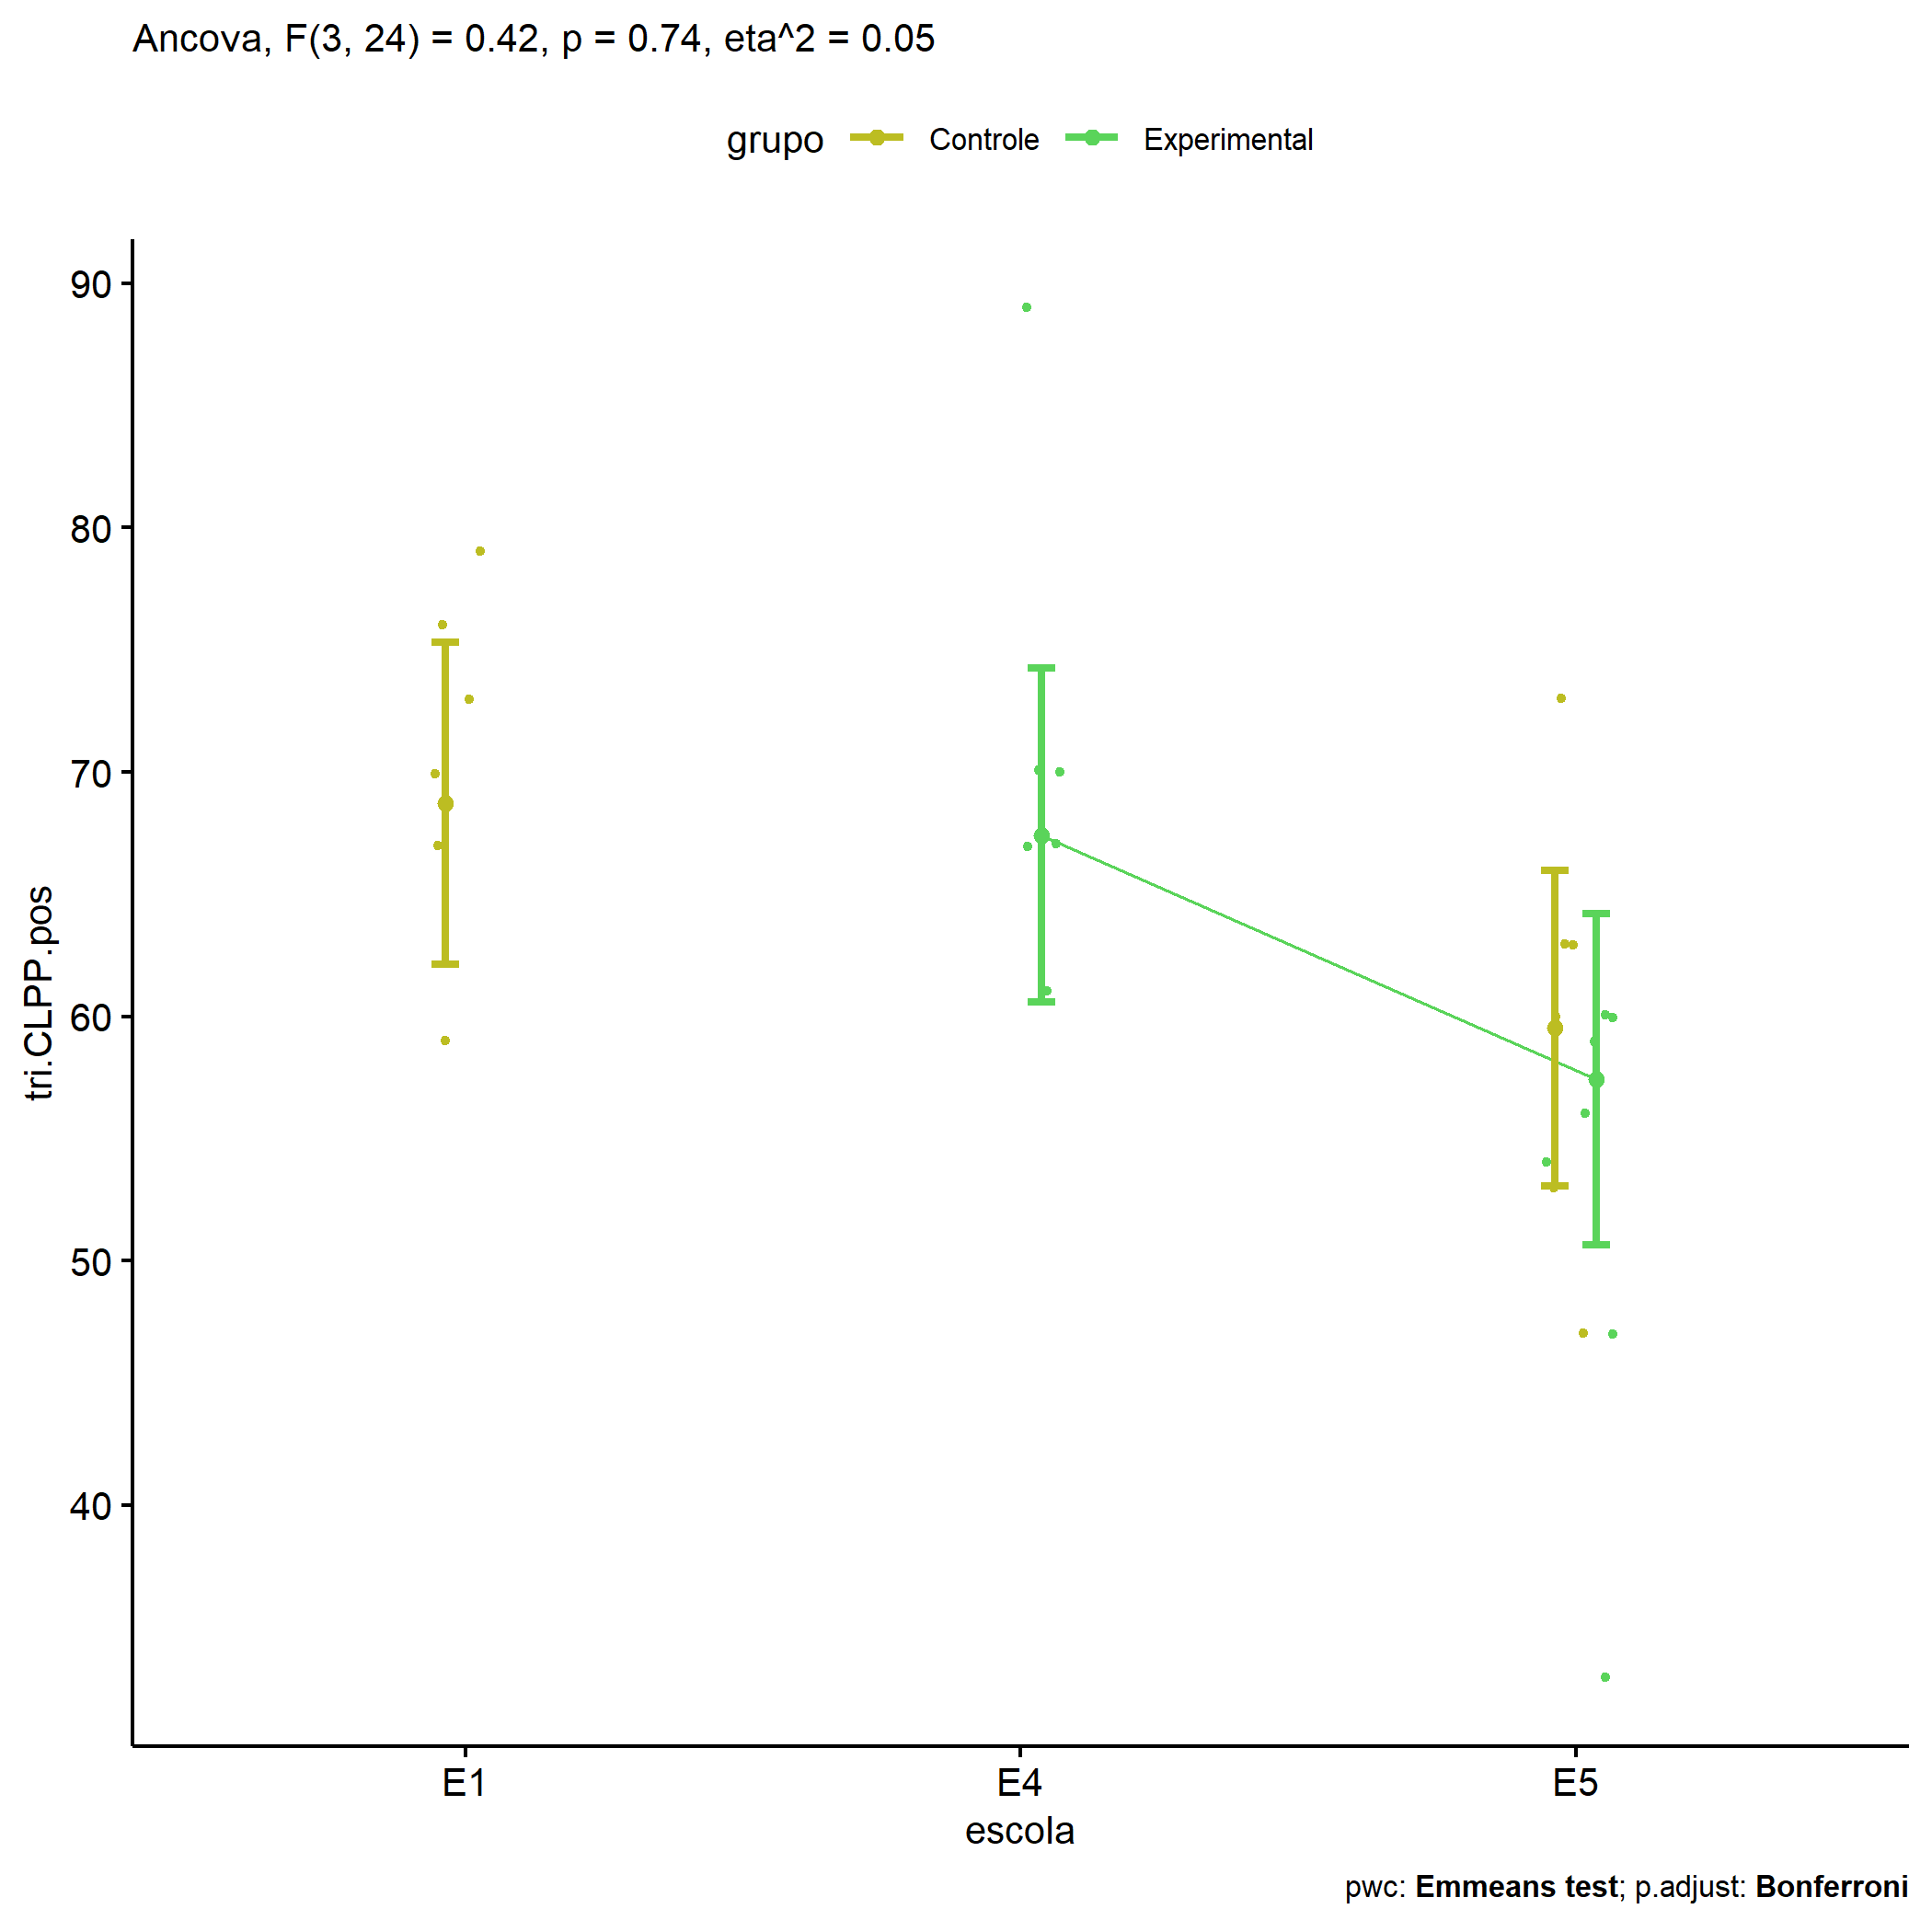 Ancova, F(3, 24) = 0.42, p = 0.74, eta^2 = 0.05
grupo Controle Experimental
tri.CLPP.pos
90
80
70
60
50
40
E1 E4 E5
escola
pwc: Emmeans test; p.adjust: Bonferroni